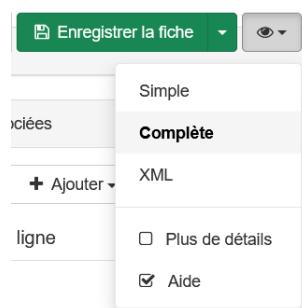 Enregistrer la fiche
Simple
ociées
Complète
XML
Ajouter
ligne
Plus de détails
Aide